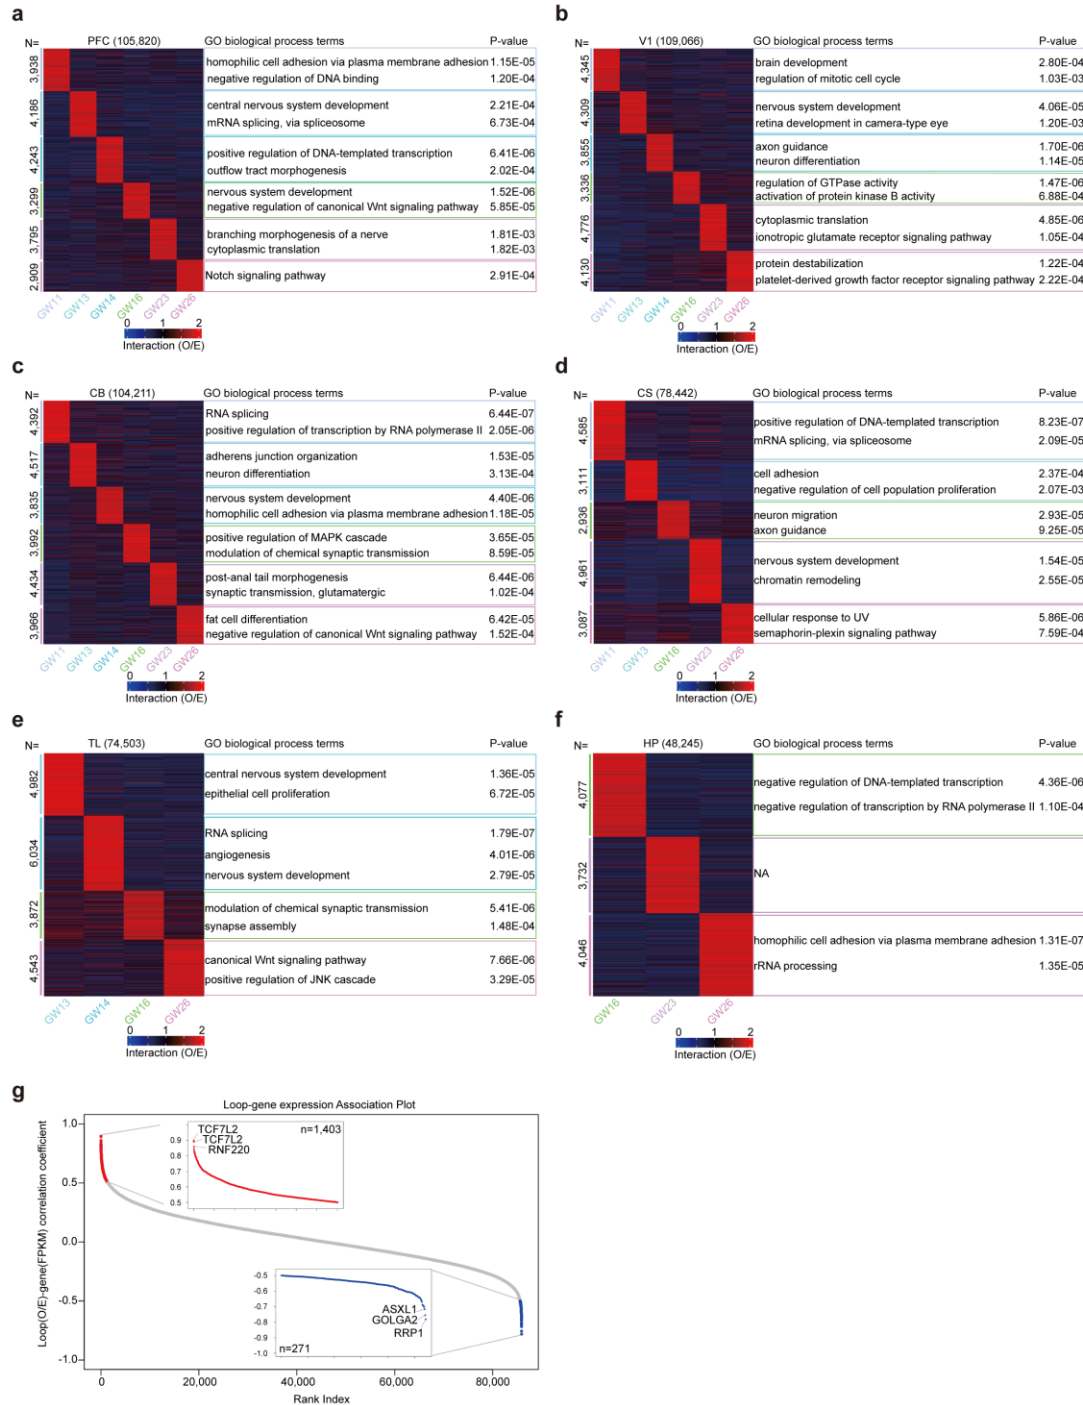 a
N= PFC (105,820) GO biological process terms P-value
3,938
homophilic cell adhesion via plasma membrane adhesion 1.15E-05
negative regulation of DNA binding 1.20E-04
4,186
central nervous system development 2.21E-04
mRNA splicing, via spliceosome 6.73E-04
4,243
positive regulation of DNA-templated transcription 6.41E-06
outflow tract morphogenesis 2.02E-04
3,299
nervous system development 1.52E-06
negative regulation of canonical Wnt signaling pathway 5.85E-05
3,795
branching morphogenesis of a nerve 1.81E-03
cytoplasmic translation 1.82E-03
2,909
Notch signaling pathway 2.91E-04
GW11 GW13 GW14 GW16 GW23 GW26
0 1 2
Interaction (O/E)
b
N= V1 (109,066) GO biological process terms P-value
4,345
brain development 2.80E-04
regulation of mitotic cell cycle 1.03E-03
4,309
nervous system development 4.06E-05
retina development in camera-type eye 1.20E-03
3,855
axon guidance 1.70E-06
neuron differentiation 1.14E-05
3,336
regulation of GTPase activity 1.47E-06
activation of protein kinase B activity 6.88E-04
4,776
cytoplasmic translation 4.85E-06
ionotropic glutamate receptor signaling pathway 1.05E-04
4,130
protein destabilization 1.22E-04
platelet-derived growth factor receptor signaling pathway 2.22E-04
GW11 GW13 GW14 GW16 GW23 GW26
0 1 2
Interaction (O/E)
c
N= CB (104,211) GO biological process terms P-value
4,392
RNA splicing 6.44E-07
positive regulation of transcription by RNA polymerase II 2.05E-06
4,517
adherens junction organization 1.53E-05
neuron differentiation 3.13E-04
3,835
nervous system development 4.40E-06
homophilic cell adhesion via plasma membrane adhesion 1.18E-05
3,992
positive regulation of MAPK cascade 3.65E-05
modulation of chemical synaptic transmission 8.59E-05
4,434
post-anal tail morphogenesis 6.44E-06
synaptic transmission, glutamatergic 1.02E-04
3,966
fat cell differentiation 6.42E-05
negative regulation of canonical Wnt signaling pathway 1.52E-04
GW11 GW13 GW14 GW16 GW23 GW26
0 1 2
Interaction (O/E)
d
N= CS (78,442) GO biological process terms P-value
4,585
positive regulation of DNA-templated transcription 8.23E-07
mRNA splicing, via spliceosome 2.09E-05
3,111
cell adhesion 2.37E-04
negative regulation of cell population proliferation 2.07E-03
2,936
neuron migration 2.93E-05
axon guidance 9.25E-05
4,961
nervous system development 1.54E-05
chromatin remodeling 2.55E-05
3,087
cellular response to UV 5.86E-06
semaphorin-plexin signaling pathway 7.59E-04
GW11 GW13 GW16 GW23 GW26
0 1 2
Interaction (O/E)
e
N= TL (74,503) GO biological process terms P-value
4,982
central nervous system development 1.36E-05
epithelial cell proliferation 6.72E-05
6,034
RNA splicing 1.79E-07
angiogenesis 4.01E-06
nervous system development 2.79E-05
3,872
modulation of chemical synaptic transmission 5.41E-06
synapse assembly 1.48E-04
4,543
canonical Wnt signaling pathway 7.66E-06
positive regulation of JNK cascade 3.29E-05
GW13 GW14 GW16 GW26
0 1 2
Interaction (O/E)
f
N= HP (48,245) GO biological process terms P-value
4,077
negative regulation of DNA-templated transcription 4.36E-06
negative regulation of transcription by RNA polymerase II 1.10E-04
3,732
NA
4,046
homophilic cell adhesion via plasma membrane adhesion 1.31E-07
rRNA processing 1.35E-05
GW16 GW23 GW26
0 1 2
Interaction (O/E)
g
Loop-gene expression Association Plot
Loop(O/E)-gene(FPKM) correlation coefficient
1.0
0.5
0.0
-0.5
-1.0
TCF7L2
TCF7L2
RNF220
n=1,403
0.9
0.8
0.7
0.6
0.5
-0.5
-0.6
-0.7
-0.8
-0.9
-1.0
ASXL1
GOLGA2
RRP1
n=271
0 20,000 40,000 60,000 80,000
Rank Index